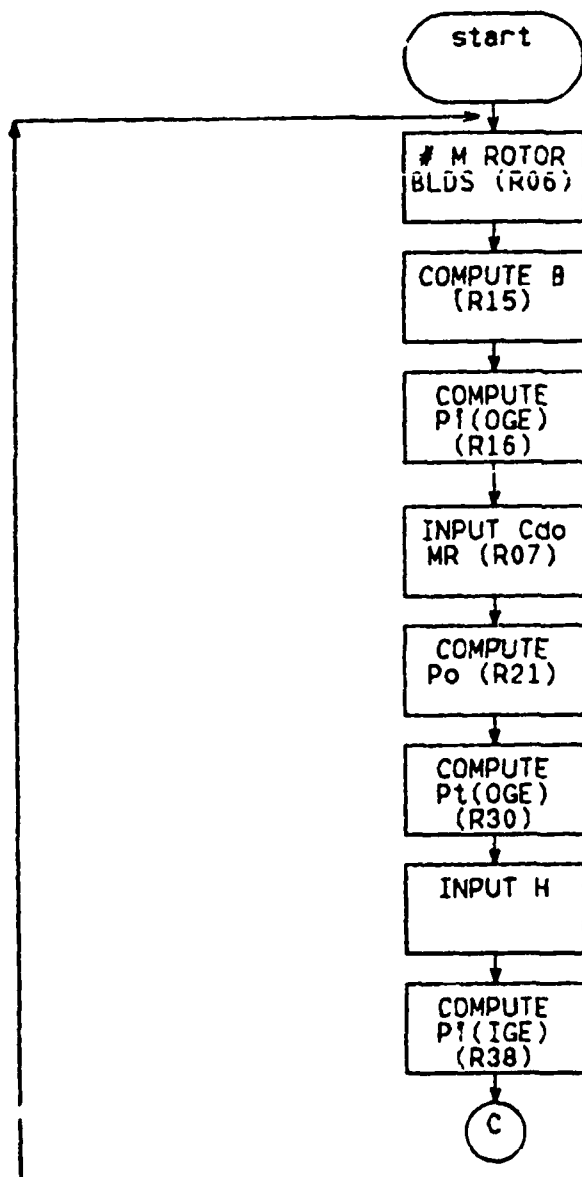 start
# M ROTOR
BLDS (R06)
COMPUTE B
(R15)
COMPUTE
Pi(OGE)
(R16)
INPUT Cdo
MR (R07)
COMPUTE
Po (R21)
COMPUTE
Pt(OGE)
(R30)
INPUT H
COMPUTE
Pi(IGE)
(R38)
C